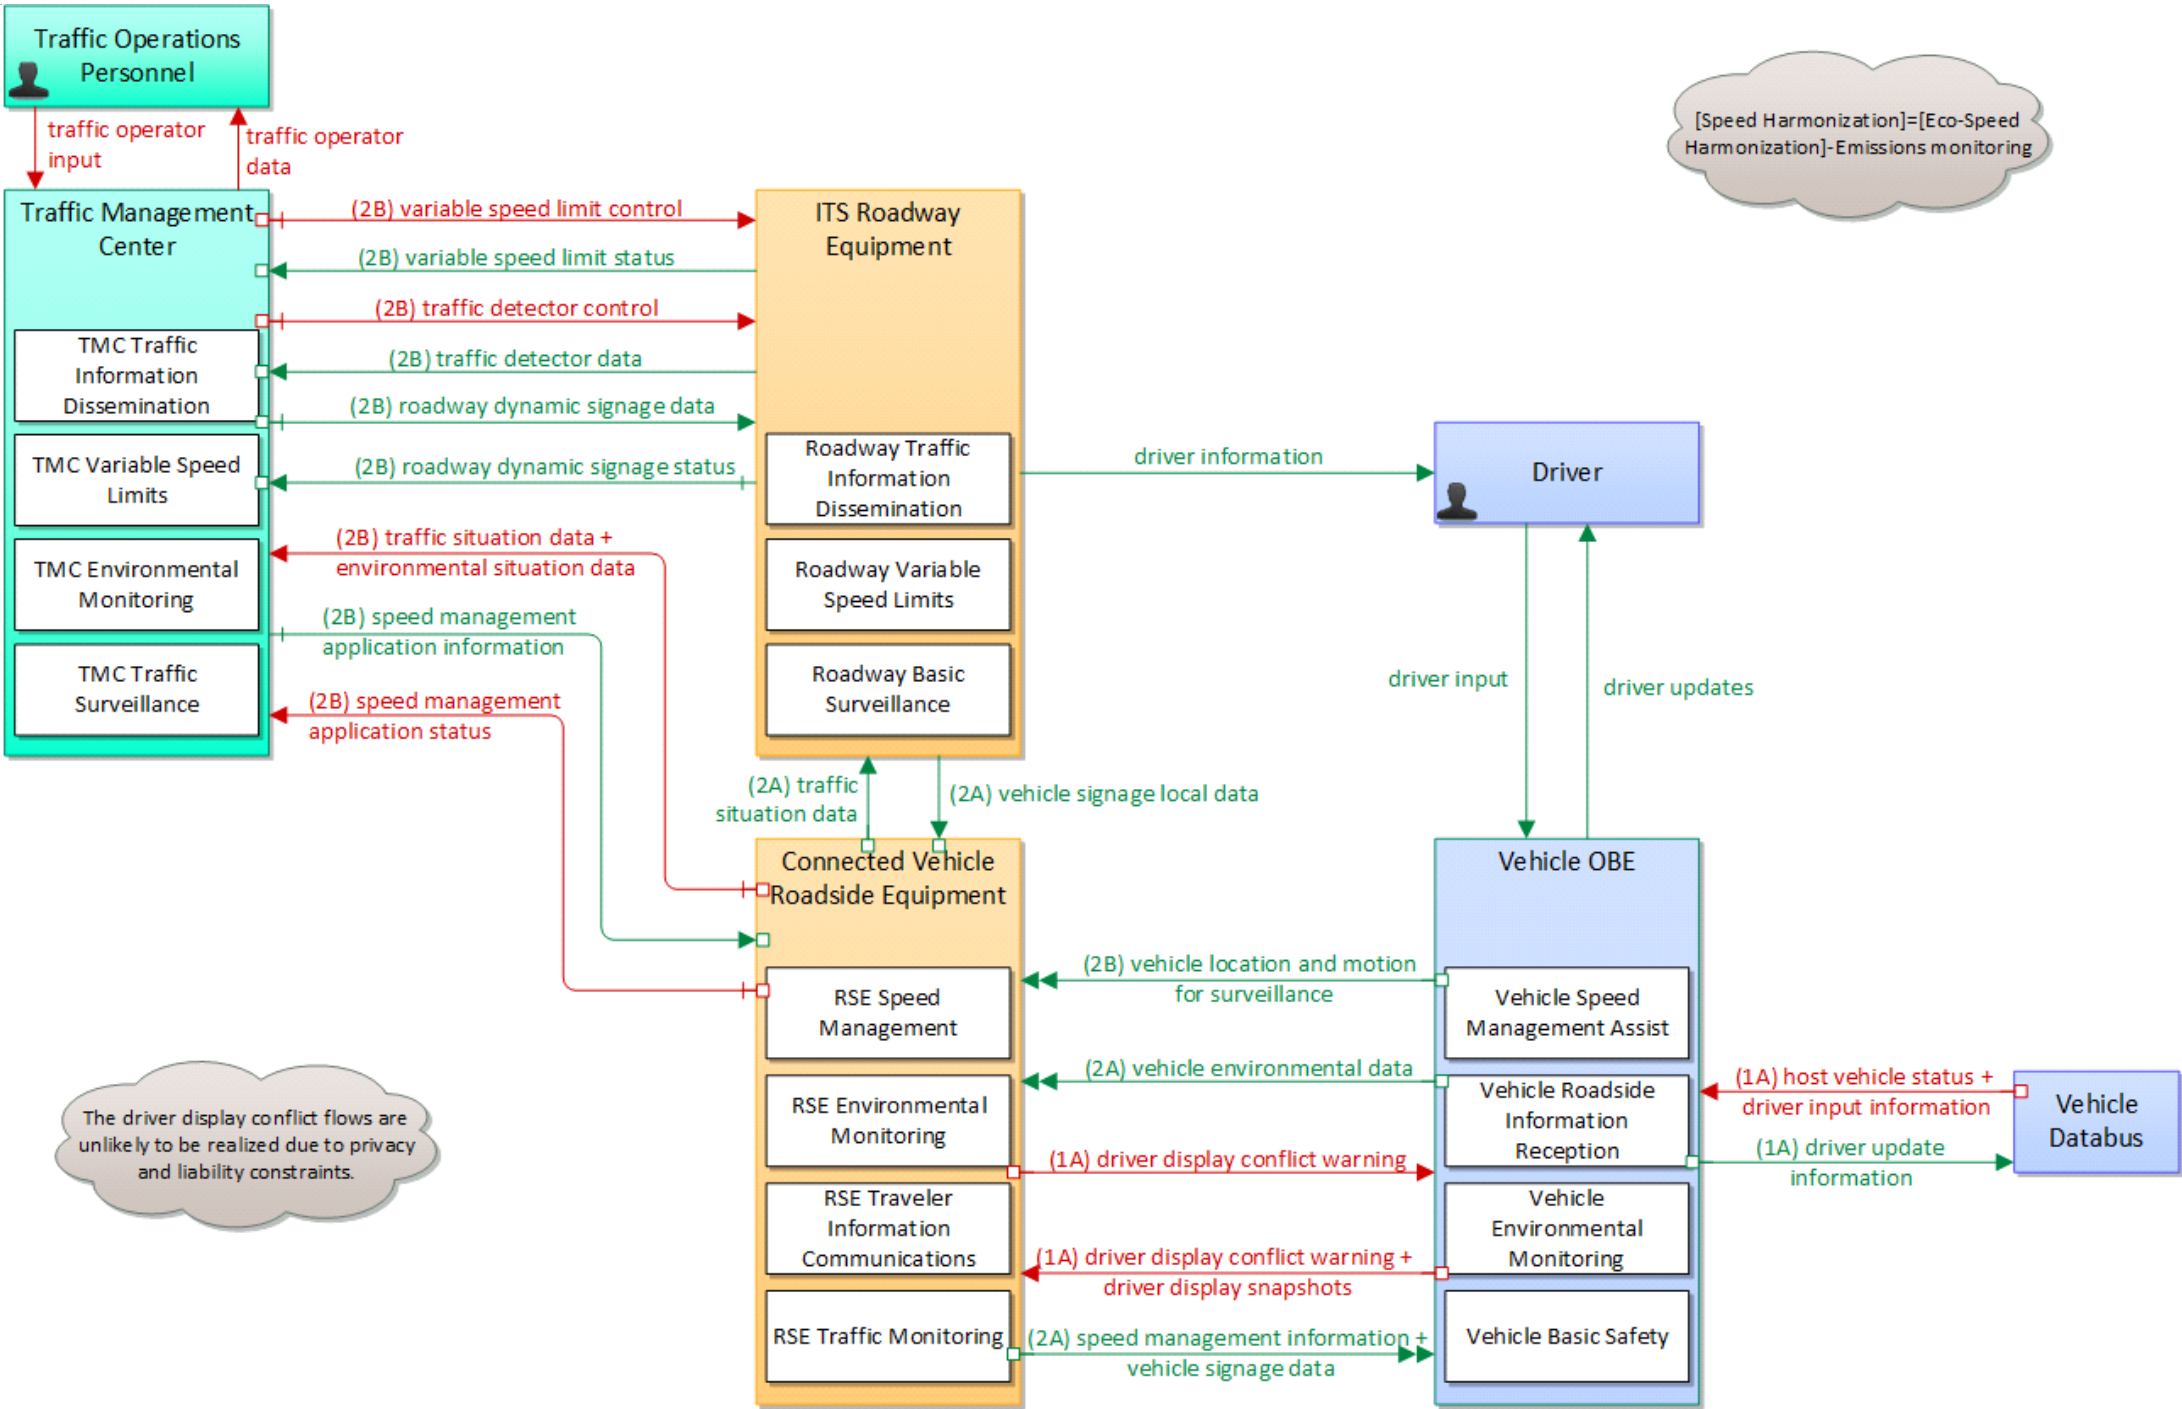 Traffic Operations
Personnel
traffic operator
input
traffic operator
data
[Speed Harmonization]=[Eco-Speed
Harmonization]-Emissions monitoring
Traffic Management
Center
TMC Traffic
Information
Dissemination
TMC Variable Speed
Limits
TMC Environmental
Monitoring
TMC Traffic
Surveillance
(2B) variable speed limit control
(2B) variable speed limit status
(2B) traffic detector control
(2B) traffic detector data
(2B) roadway dynamic signage data
(2B) roadway dynamic signage status
(2B) traffic situation data +
environmental situation data
(2B) speed management
application information
(2B) speed management
application status
ITS Roadway
Equipment
Roadway Traffic
Information
Dissemination
Roadway Variable
Speed Limits
Roadway Basic
Surveillance
driver information
Driver
driver input
driver updates
(2A) traffic
situation data
(2A) vehicle signage local data
Connected Vehicle
Roadside Equipment
RSE Speed
Management
RSE Environmental
Monitoring
RSE Traveler
Information
Communications
RSE Traffic Monitoring
(2B) vehicle location and motion
for surveillance
(2A) vehicle environmental data
(1A) driver display conflict warning
(1A) driver display conflict warning +
driver display snapshots
(2A) speed management information +
vehicle signage data
Vehicle OBE
Vehicle Speed
Management Assist
Vehicle Roadside
Information
Reception
Vehicle
Environmental
Monitoring
Vehicle Basic Safety
(1A) host vehicle status +
driver input information
(1A) driver update
information
Vehicle
Databus
The driver display conflict flows are
unlikely to be realized due to privacy
and liability constraints.